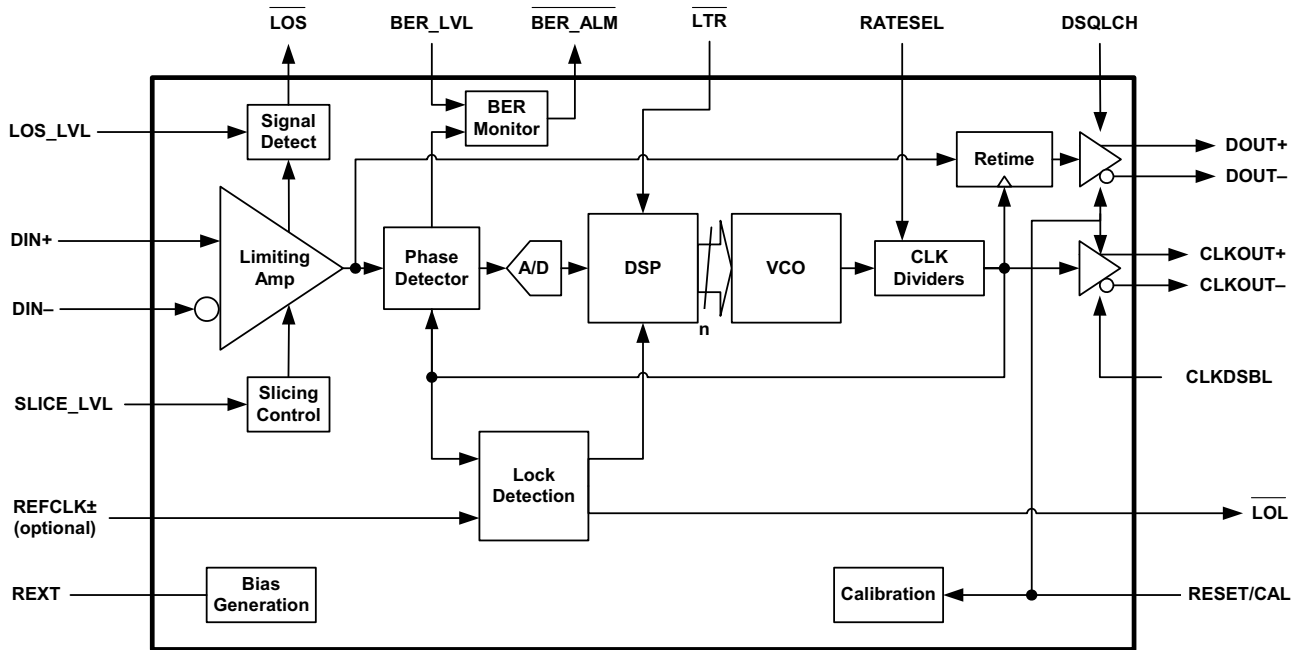 LOS
BER_LVL
BER_ALM
LTR
RATESEL
DSQLCH
LOS_LVL
Signal
Detect
BER
Monitor
Retime
DOUT+
DOUT–
DIN+
DIN–
Limiting
Amp
Phase
Detector
A/D
DSP
n
VCO
CLK
Dividers
CLKOUT+
CLKOUT–
CLKDSBL
SLICE_LVL
Slicing
Control
Lock
Detection
REFCLK±
(optional)
LOL
REXT
Bias
Generation
Calibration
RESET/CAL